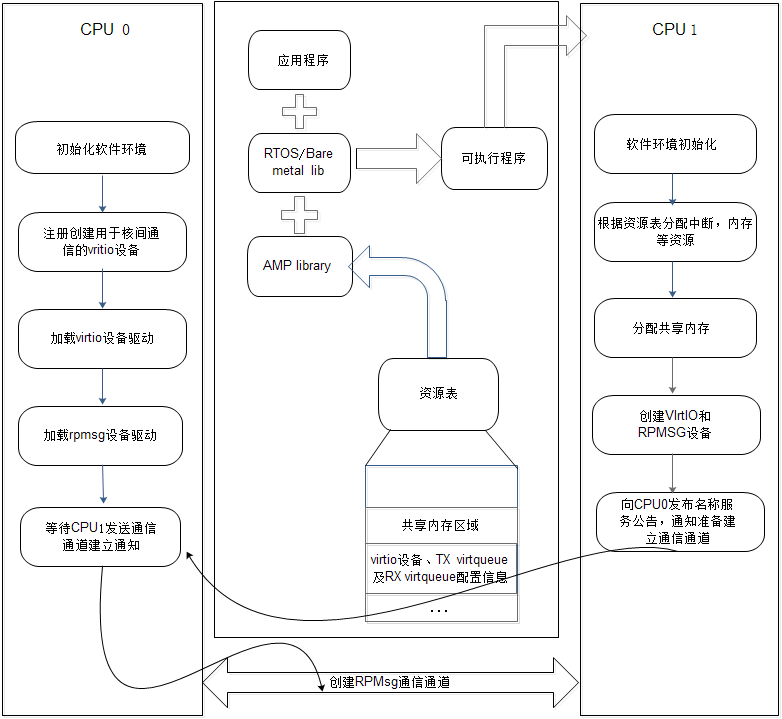 CPU 0
初始化软件环境
注册创建用于核间通
信的vritio设备
加载virtio设备驱动
加载rpmsg设备驱动
等待CPU1发送通信
通道建立通知
应用程序
RTOS/Bare
metal lib
可执行程序
AMP library
资源表
共享内存区域
virtio设备、TX virtqueue
及RX virtqueue配置信息
...
CPU 1
软件环境初始化
根据资源表分配中断，内存
等资源
分配共享内存
创建VIrtIO和
RPMSG设备
向CPU0发布名称服
务公告，通知准备建
立通信通道
创建RPMsg通信通道